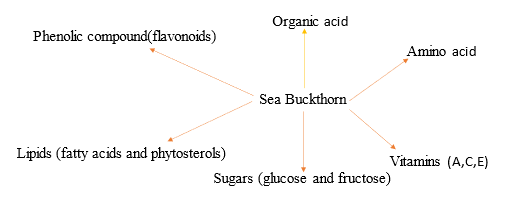 Organic acid
Phenolic compound(flavonoids)
Amino acid
Sea Buckthorn
Lipids (fatty acids and phytosterols)
Vitamins (A,C,E)
Sugars (glucose and fructose)